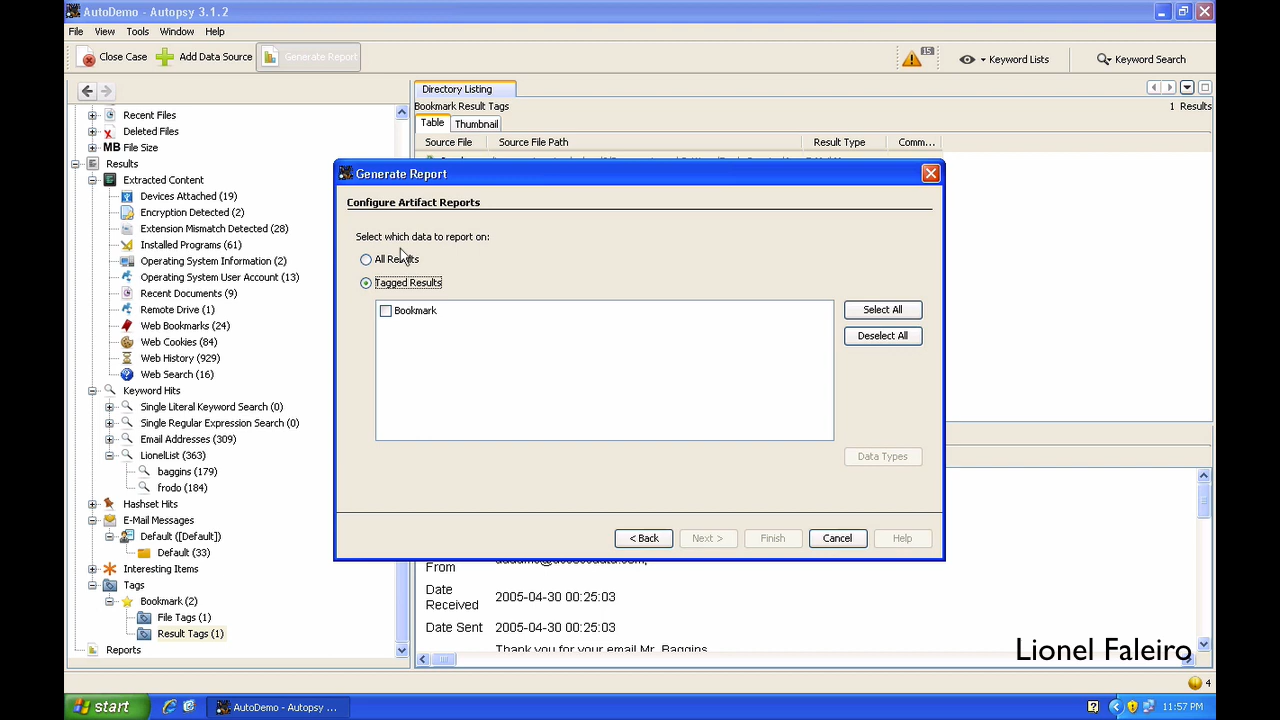 AutoDemo - Autopsy 3.1.2
File View Tools Window Help
Close Case Add Data Source Generate Report 15 Keyword Lists Keyword Search
Directory Listing
Bookmark Result Tags 1 Results
Table Thumbnail
Source File Source File Path Result Type Comm...
Recent Files
Deleted Files
MB File Size
Results
Extracted Content
Devices Attached (19)
Encryption Detected (2)
Extension Mismatch Detected (28)
Installed Programs (61)
Operating System Information (2)
Operating System User Account (13)
Recent Documents (9)
Remote Drive (1)
Web Bookmarks (24)
Web Cookies (84)
Web History (929)
Web Search (16)
Keyword Hits
Single Literal Keyword Search (0)
Single Regular Expression Search (0)
Email Addresses (309)
LionelList (363)
baggins (179)
frodo (184)
Hashset Hits
E-Mail Messages
Default ([Default])
Default (33)
Interesting Items
Tags
Bookmark (2)
File Tags (1)
Result Tags (1)
Reports
Generate Report
Configure Artifact Reports
Select which data to report on:
All Results
Tagged Results
Bookmark
Select All
Deselect All
Data Types
< Back Next > Finish Cancel Help
From
Date Received 2005-04-30 00:25:03
Date Sent 2005-04-30 00:25:03
Thank you for your email Mr. Baggins
Lionel Faleiro
4
start AutoDemo - Autopsy ... 11:57 PM